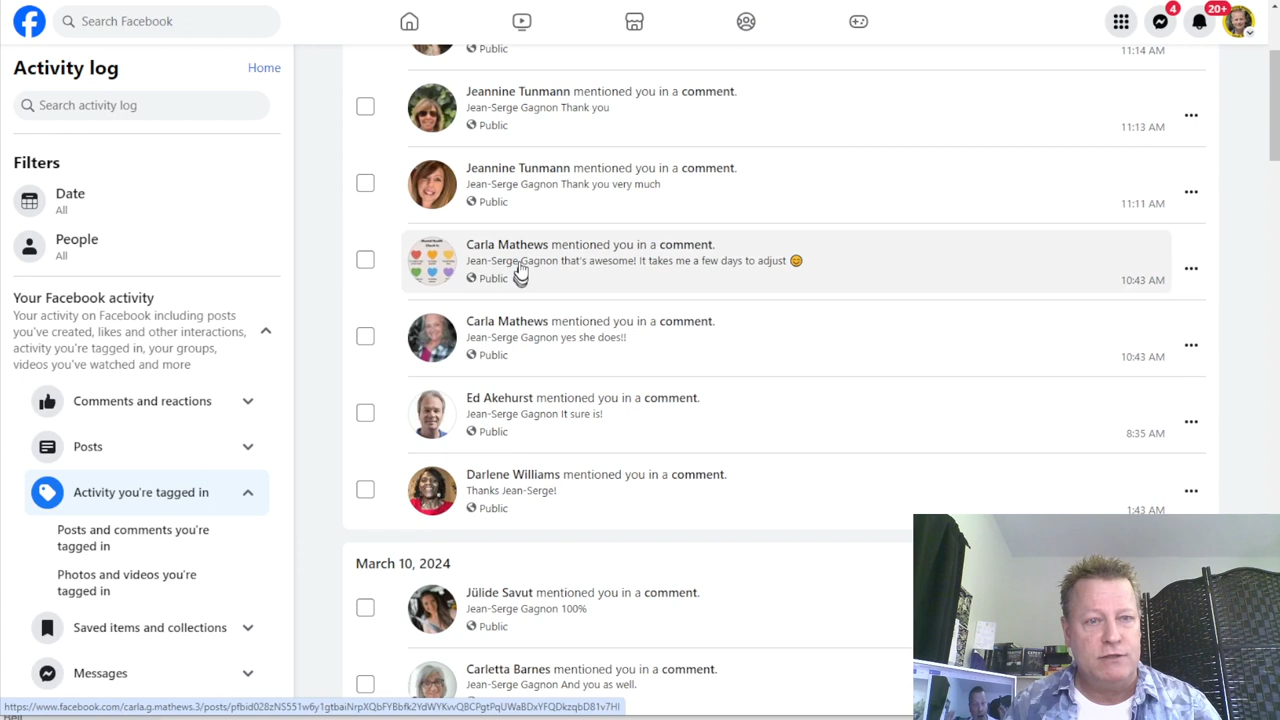 Search Facebook
4
20+
Activity log
Home
Search activity log
Filters
Date
All
People
All
Your Facebook activity
Your activity on Facebook including posts
you've created, likes and other interactions,
activity you're tagged in, your groups,
videos you've watched and more
Comments and reactions
Posts
Activity you're tagged in
Posts and comments you're
tagged in
Photos and videos you're
tagged in
Saved items and collections
Messages
Public
11:14 AM
Jeannine Tunmann mentioned you in a comment.
Jean-Serge Gagnon Thank you
Public
11:13 AM
Jeannine Tunmann mentioned you in a comment.
Jean-Serge Gagnon Thank you very much
Public
11:11 AM
Carla Mathews mentioned you in a comment.
Jean-Serge Gagnon that's awesome! It takes me a few days to adjust 😊
Public
10:43 AM
Carla Mathews mentioned you in a comment.
Jean-Serge Gagnon yes she does!!
Public
10:43 AM
Ed Akehurst mentioned you in a comment.
Jean-Serge Gagnon It sure is!
Public
8:35 AM
Darlene Williams mentioned you in a comment.
Thanks Jean-Serge!
Public
1:43 AM
March 10, 2024
Jülide Savut mentioned you in a comment.
Jean-Serge Gagnon 100%
Public
Carletta Barnes mentioned you in a comment.
Jean-Serge Gagnon And you as well.